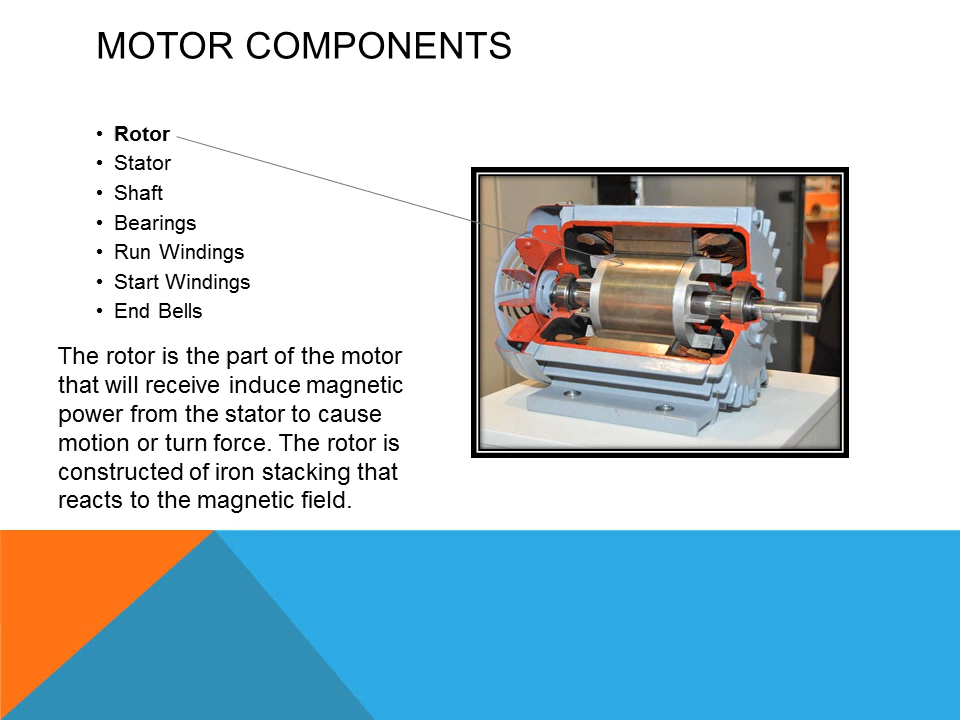 MOTOR COMPONENTS
• Rotor
• Stator
• Shaft
• Bearings
• Run Windings
• Start Windings
• End Bells
The rotor is the part of the motor
that will receive induce magnetic
power from the stator to cause
motion or turn force. The rotor is
constructed of iron stacking that
reacts to the magnetic field.